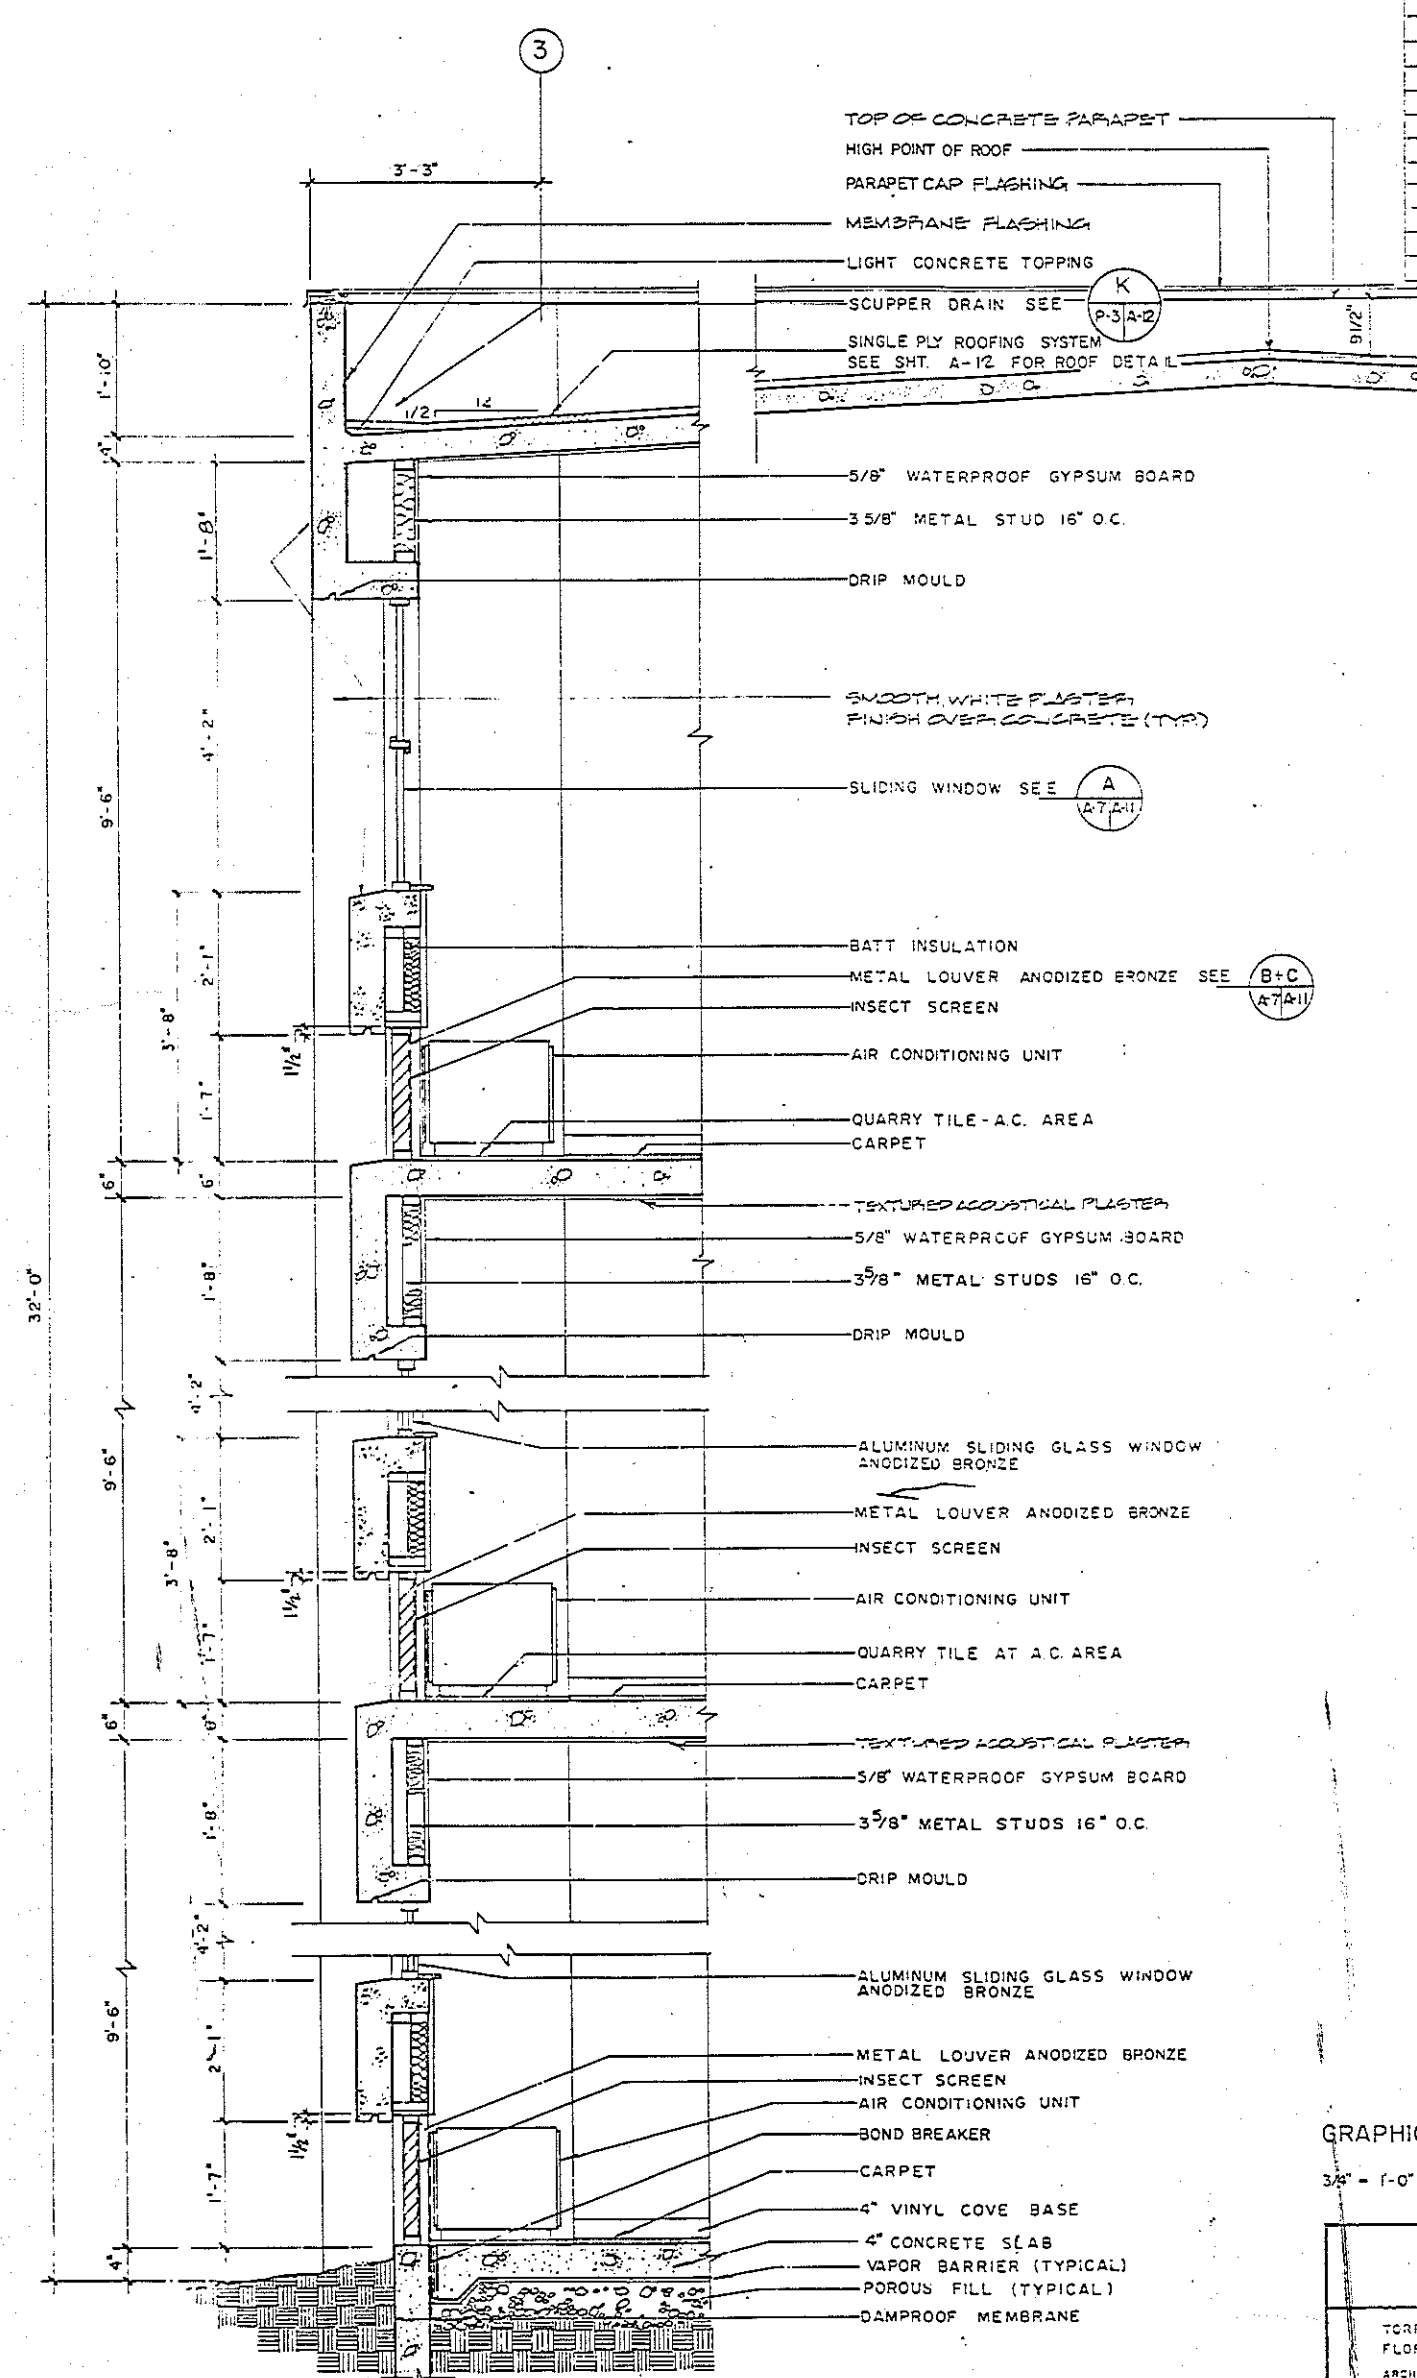 3
3'-3"
TOP OF CONCRETE PARAPET
HIGH POINT OF ROOF
PARAPET CAP FLASHING
MEMBRANE FLASHING
LIGHT CONCRETE TOPPING
SCUPPER DRAIN SEE
K
P-3 A-12
SINGLE PLY ROOFING SYSTEM
SEE SHT. A-12 FOR ROOF DETAIL
9 1/2"
1/2
12
1'-10"
4"
5/8" WATERPROOF GYPSUM BOARD
3 5/8" METAL STUD 16" O.C.
1'-8"
DRIP MOULD
SMOOTH WHITE PLASTER
FINISH OVER CONCRETE (TYP.)
4'-2"
SLIDING WINDOW SEE
A
A-7 A-11
9'-6"
BATT INSULATION
METAL LOUVER ANODIZED BRONZE SEE
B+C
A-7 A-11
INSECT SCREEN
2'-1"
3'-8"
1 1/2"
AIR CONDITIONING UNIT
1'-7"
QUARRY TILE - A.C. AREA
CARPET
6"
6"
TEXTURED ACOUSTICAL PLASTER
5/8" WATERPROOF GYPSUM BOARD
3 5/8" METAL STUDS 16" O.C.
1'-8"
32'-0"
DRIP MOULD
4'-2"
ALUMINUM SLIDING GLASS WINDOW
ANODIZED BRONZE
9'-6"
METAL LOUVER ANODIZED BRONZE
2'-1"
INSECT SCREEN
3'-8"
1 1/2"
AIR CONDITIONING UNIT
1'-7"
QUARRY TILE AT A.C. AREA
CARPET
6"
6"
TEXTURED ACOUSTICAL PLASTER
5/8" WATERPROOF GYPSUM BOARD
3 5/8" METAL STUDS 16" O.C.
1'-8"
DRIP MOULD
4'-2"
ALUMINUM SLIDING GLASS WINDOW
ANODIZED BRONZE
9'-6"
2'-1"
METAL LOUVER ANODIZED BRONZE
INSECT SCREEN
AIR CONDITIONING UNIT
1 1/2"
BOND BREAKER
CARPET
1'-7"
4" VINYL COVE BASE
4" CONCRETE SLAB
4"
VAPOR BARRIER (TYPICAL)
POROUS FILL (TYPICAL)
DAMPROOF MEMBRANE
GRAPHIC
3/4" = 1'-0"